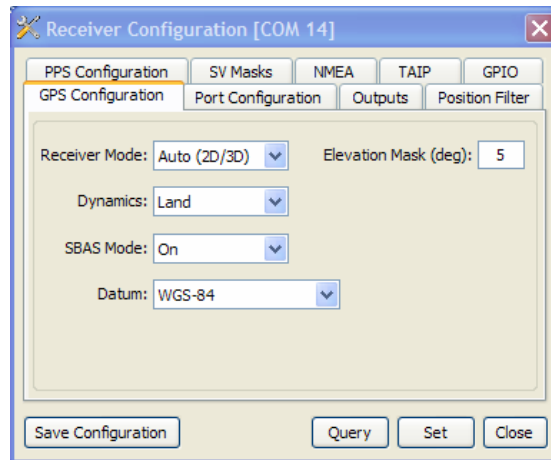 Receiver Configuration [COM 14]
PPS Configuration SV Masks NMEA TAIP GPIO
GPS Configuration Port Configuration Outputs Position Filter
Receiver Mode: Auto (2D/3D) Elevation Mask (deg): 5
Dynamics: Land
SBAS Mode: On
Datum: WGS-84
Save Configuration Query Set Close